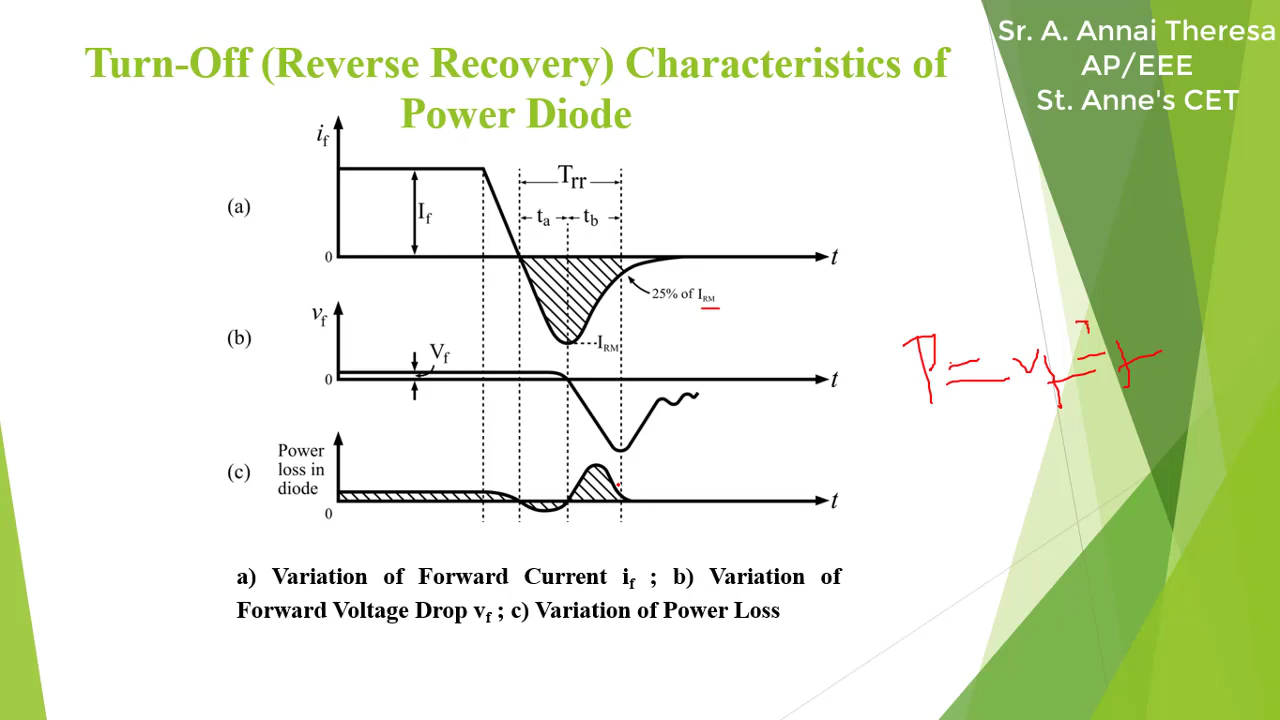 Sr. A. Annai Theresa
AP/EEE
St. Anne's CET
Turn-Off (Reverse Recovery) Characteristics of
Power Diode
(a)
if
If
0
Trr
ta
tb
25% of IRM
IRM
t
(b)
vf
Vf
0
t
(c)
Power
loss in
diode
0
t
P = vf if
a) Variation of Forward Current if ; b) Variation of
Forward Voltage Drop vf ; c) Variation of Power Loss